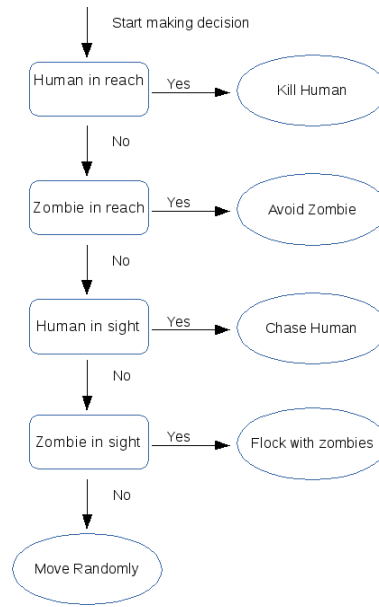 Start making decision
Human in reach
Yes
Kill Human
No
Zombie in reach
Yes
Avoid Zombie
No
Human in sight
Yes
Chase Human
No
Zombie in sight
Yes
Flock with zombies
No
Move Randomly